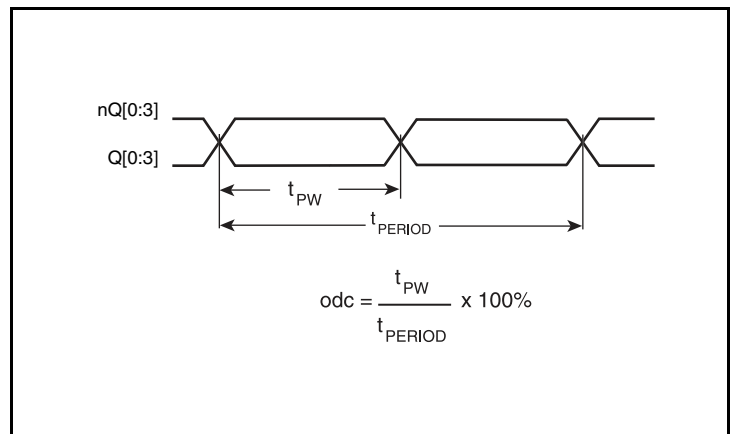 nQ[0:3]
Q[0:3]
tPW
tPERIOD
odc = tPW / tPERIOD x 100%